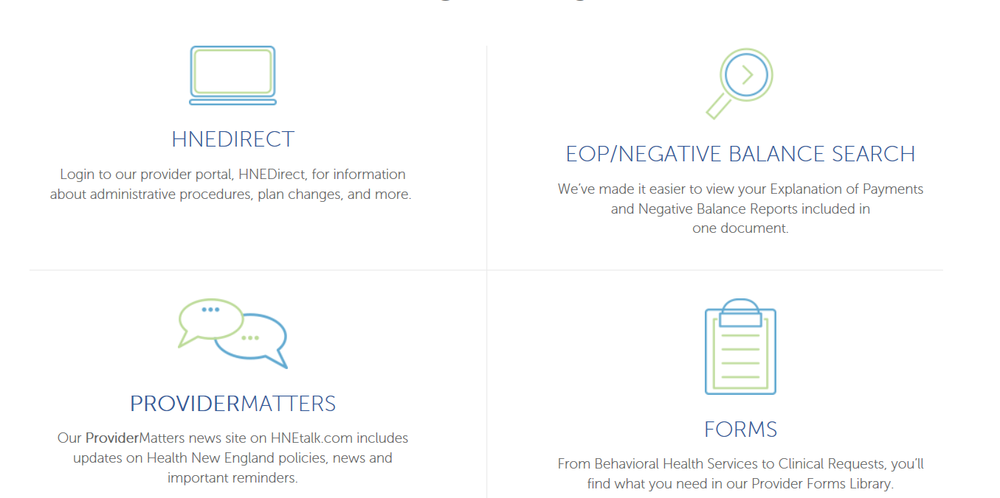 HNEDIRECT
Login to our provider portal, HNEDirect, for information
about administrative procedures, plan changes, and more.
EOP/NEGATIVE BALANCE SEARCH
We’ve made it easier to view your Explanation of Payments
and Negative Balance Reports included in
one document.
PROVIDERMATTERS
Our ProviderMatters news site on HNEtalk.com includes
updates on Health New England policies, news and
important reminders.
FORMS
From Behavioral Health Services to Clinical Requests, you’ll
find what you need in our Provider Forms Library.